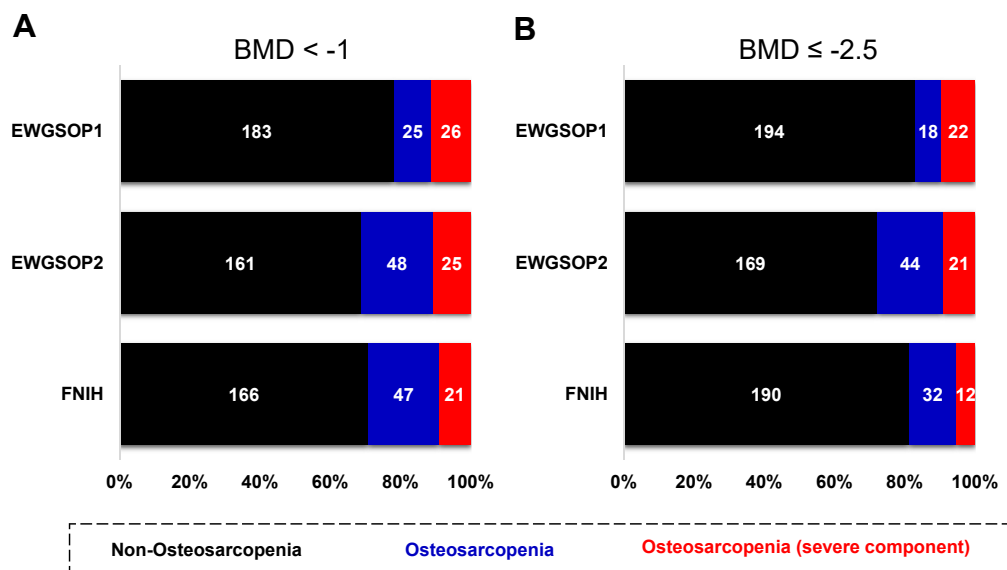 A
BMD < -1
EWGSOP1
183
25
26
EWGSOP2
161
48
25
FNIH
166
47
21
0%
20%
40%
60%
80%
100%
B
BMD ≤ -2.5
EWGSOP1
194
18
22
EWGSOP2
169
44
21
FNIH
190
32
12
0%
20%
40%
60%
80%
100%
Non-Osteosarcopenia
Osteosarcopenia
Osteosarcopenia (severe component)